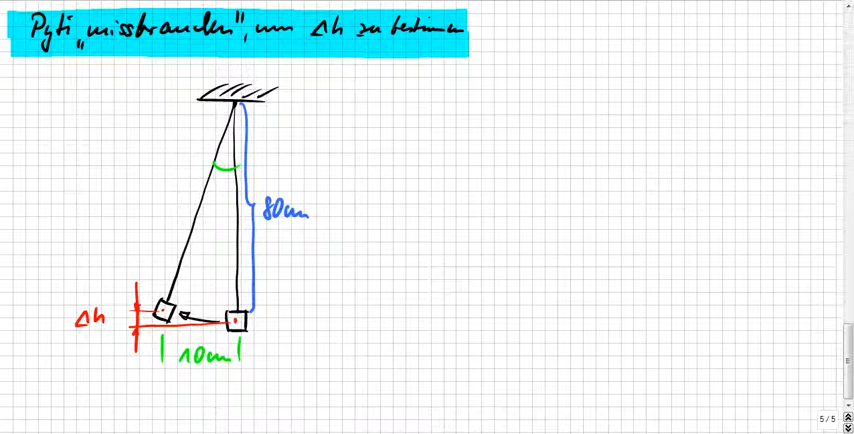 Pyti „missbrauchen", um Δh zu bestimmen
80cm
Δh
10cm
5/5